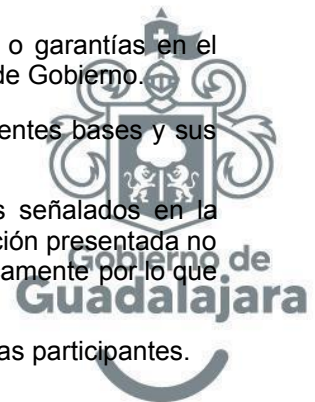 o garantías en el
de Gobierno.
entes bases y sus
s señalados en la
ción presentada no
amente por lo que
as participantes.
Gobierno de
Guadalajara